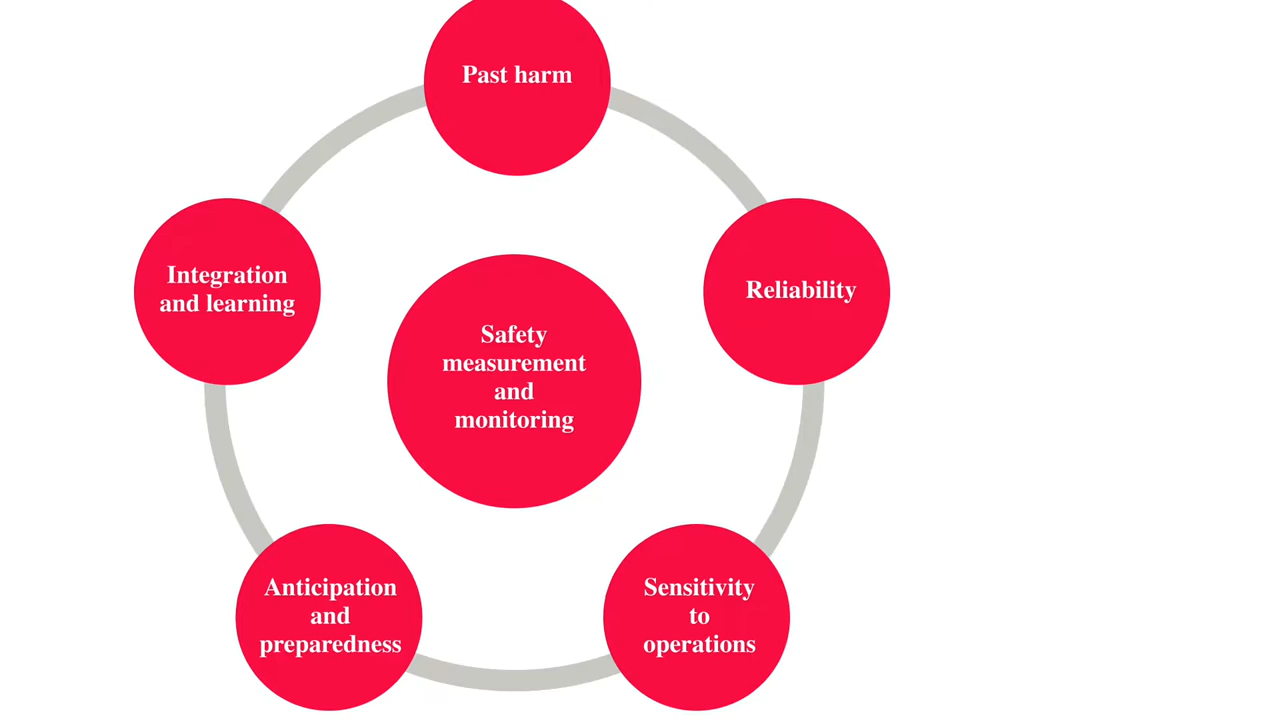 Past harm
Integration
and learning
Reliability
Safety
measurement
and
monitoring
Anticipation
and
preparedness
Sensitivity
to
operations